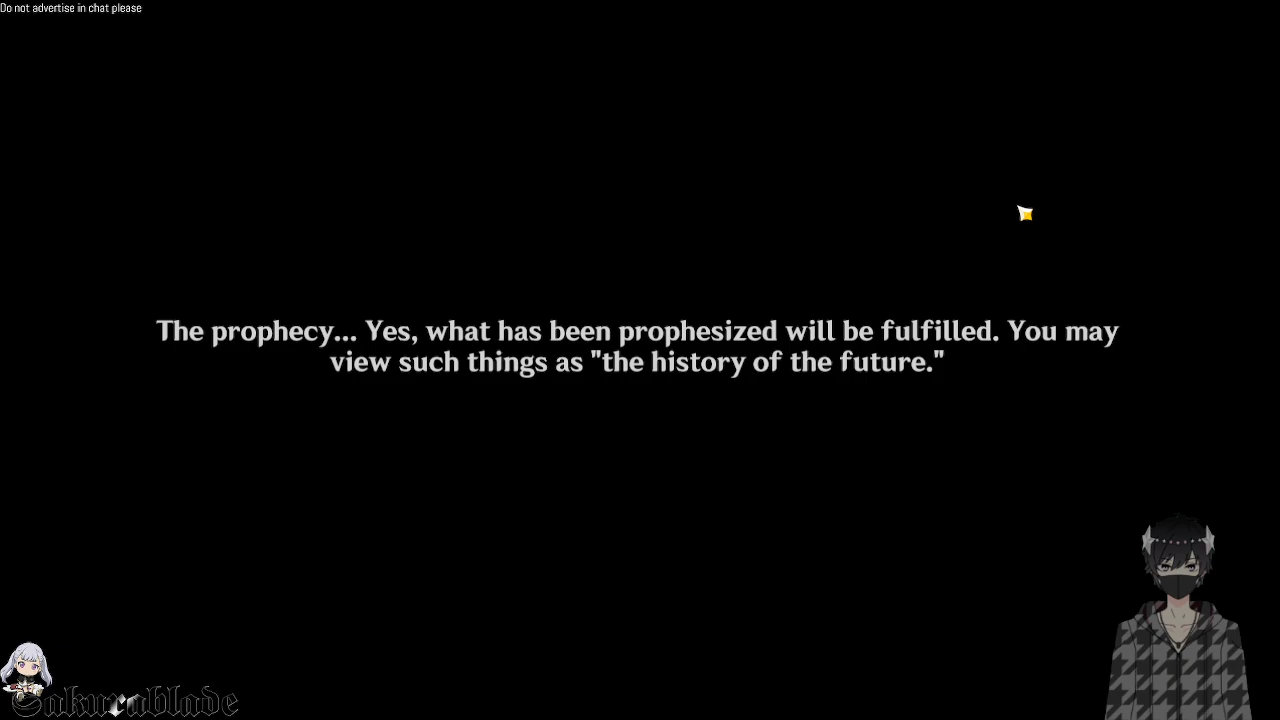 Do not advertise in chat please
The prophecy... Yes, what has been prophesized will be fulfilled. You may
view such things as "the history of the future."
Sakurablade